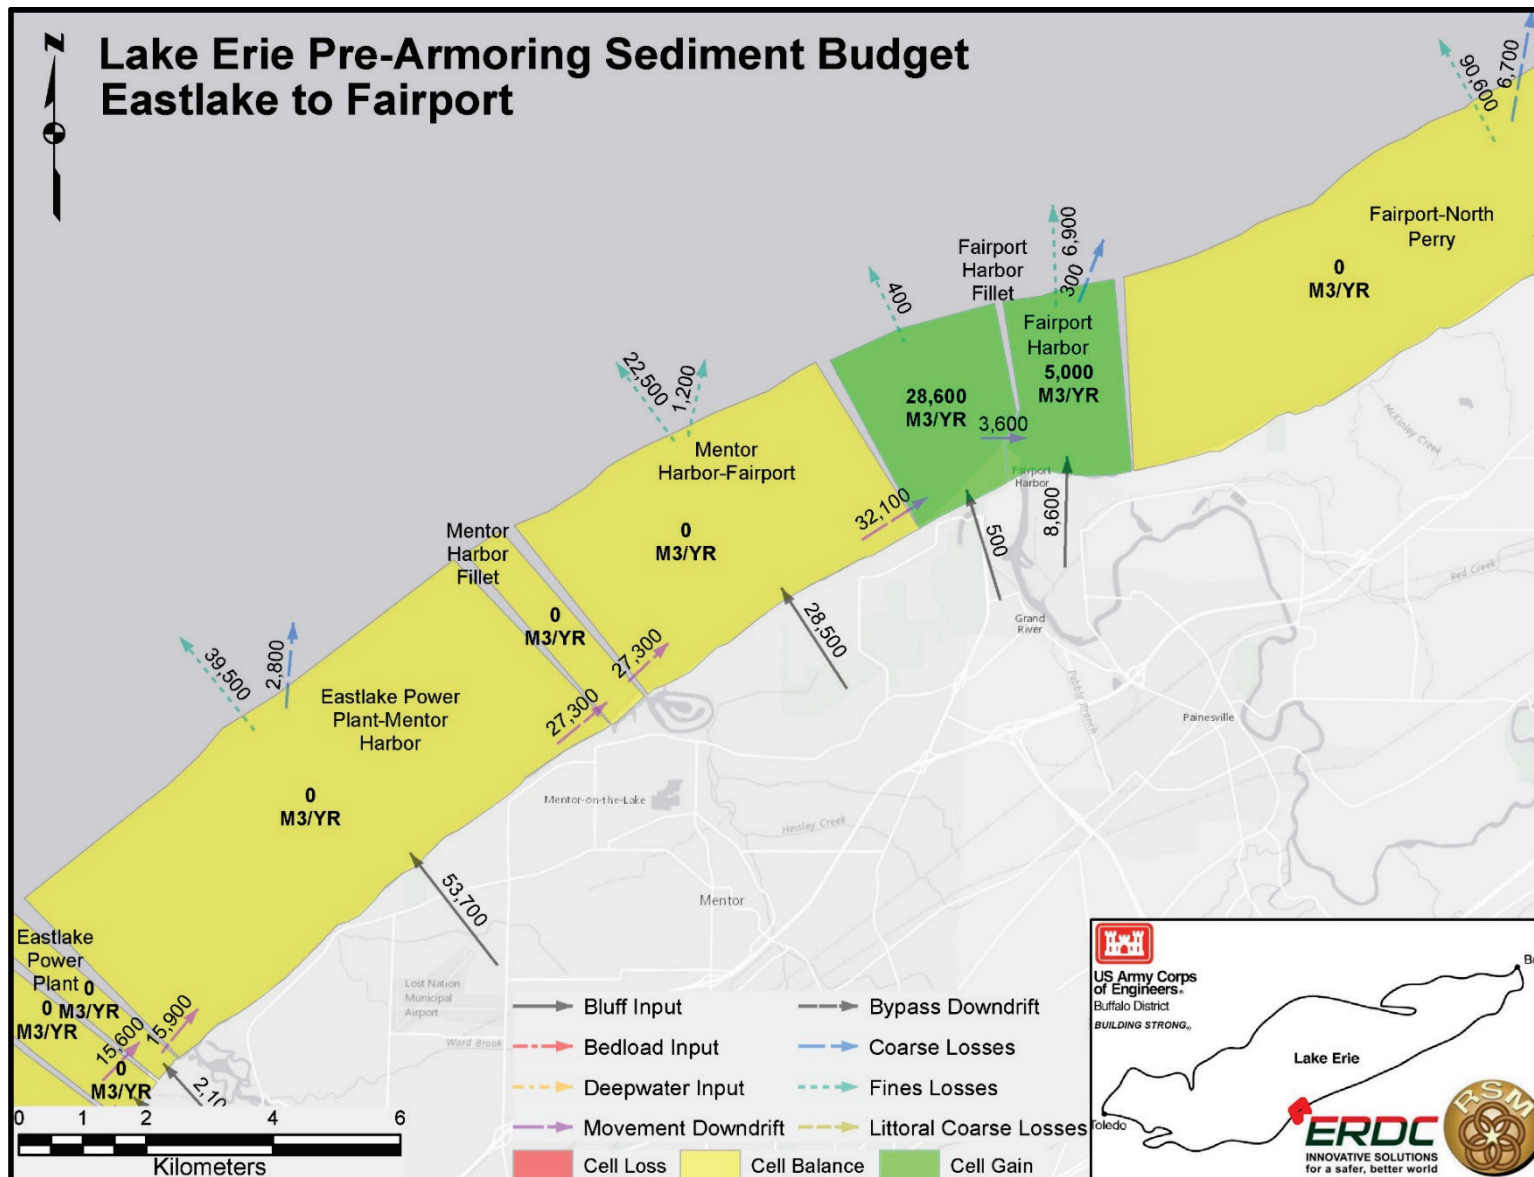 Lake Erie Pre-Armoring Sediment Budget
Eastlake to Fairport
N
90,600
6,700
Fairport-North
Perry
0
M3/YR
6,900
300
Fairport
Harbor
Fillet
Fairport
Harbor
5,000
M3/YR
400
28,600
M3/YR
3,600
Fairport
Harbor
8,600
500
32,100
22,500
1,200
Mentor
Harbor-Fairport
0
M3/YR
28,500
Mentor
Harbor
Fillet
0
M3/YR
27,300
27,300
39,500
2,800
Eastlake Power
Plant-Mentor
Harbor
0
M3/YR
53,700
Eastlake
Power
Plant
0
M3/YR
0
M3/YR
0
M3/YR
15,600
15,900
2,10
McKinley Creek
Red Creek
Grand
River
Pebble Branch
Painesville
Mentor-on-the-Lake
Heisley Creek
Mentor
Lost Nation
Municipal
Airport
Ward Brook
0 1 2 4 6
Kilometers
Bluff Input
Bedload Input
Deepwater Input
Movement Downdrift
Bypass Downdrift
Coarse Losses
Fines Losses
Littoral Coarse Losses
Cell Loss
Cell Balance
Cell Gain
US Army Corps
of Engineers®
Buffalo District
BUILDING STRONG®
Bu
Lake Erie
Toledo
ERDC
INNOVATIVE SOLUTIONS
for a safer, better world
RSM